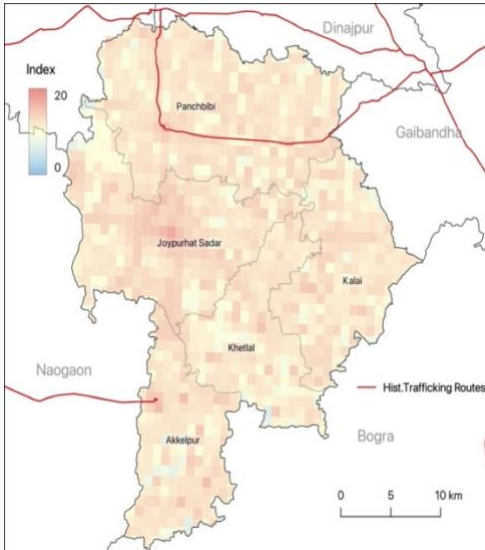 Dinajpur
Index
20
0
Panchbibi
Gaibandha
Joypurhat Sadar
Kalai
Khetlal
Naogaon
Hist.Trafficking Routes
Akkelpur
Bogra
0 5 10 km